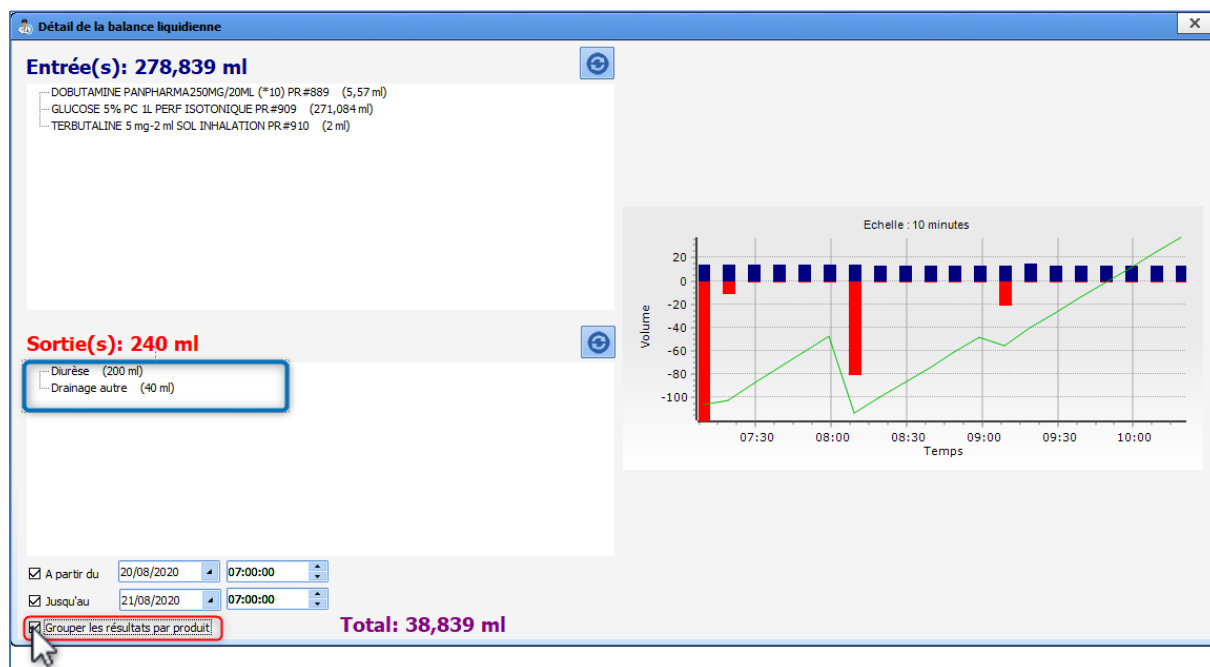 Détail de la balance liquidienne
Entrée(s): 278,839 ml
DOBUTAMINE PANPHARMA250MG/20ML (*10) PR#889 (5,57 ml)
GLUCOSE 5% PC 1L PERF ISOTONIQUE PR#909 (271,084 ml)
TERBUTALINE 5 mg-2 ml SOL INHALATION PR#910 (2 ml)
Sortie(s): 240 ml
Diurèse (200 ml)
Drainage autre (40 ml)
A partir du 20/08/2020 07:00:00
Jusqu'au 21/08/2020 07:00:00
Grouper les résultats par produit
Total: 38,839 ml
Echelle : 10 minutes
Volume
20
0
-20
-40
-60
-80
-100
07:30 08:00 08:30 09:00 09:30 10:00
Temps